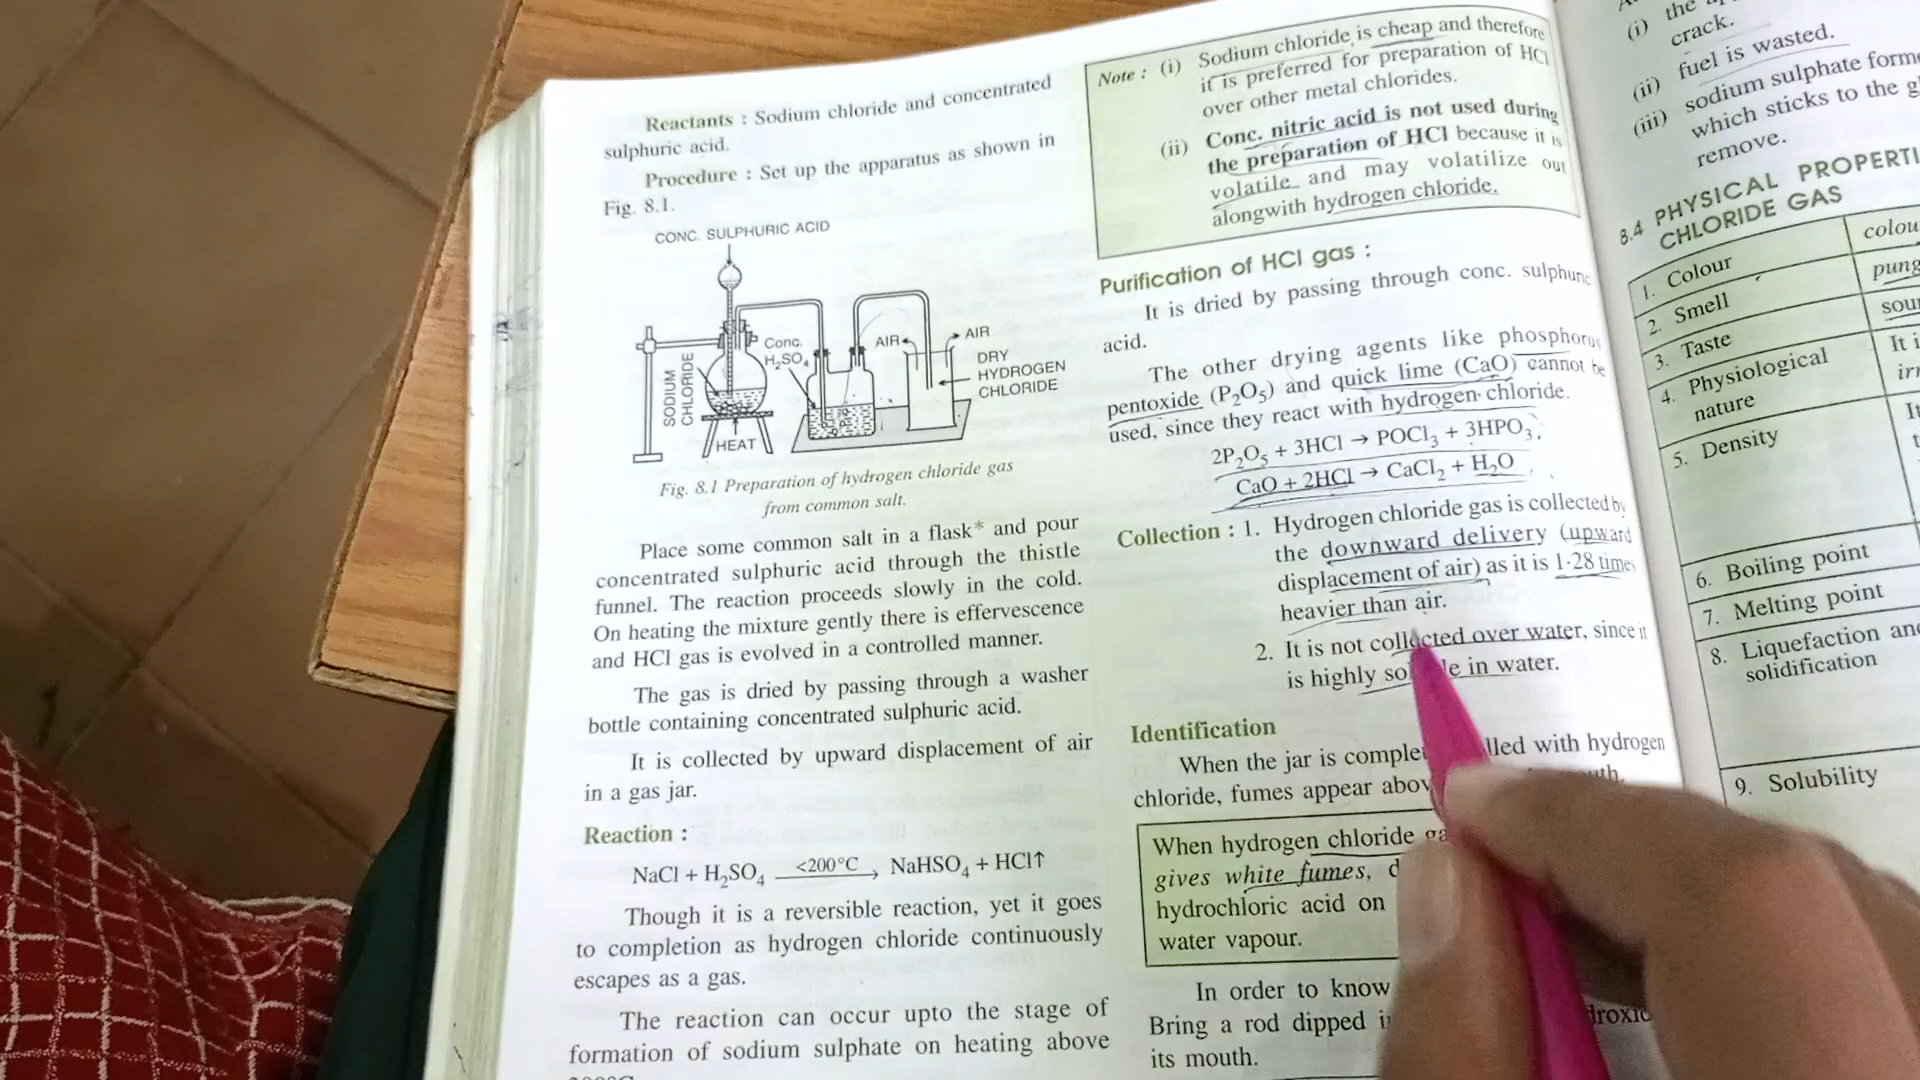 Reactants : Sodium chloride and concentrated
sulphuric acid.
Procedure : Set up the apparatus as shown in
Fig. 8.1.
CONC. SULPHURIC ACID
SODIUM
CHLORIDE
Conc.
H₂SO₄
HEAT
AIR
AIR
DRY
HYDROGEN
CHLORIDE
Fig. 8.1 Preparation of hydrogen chloride gas
from common salt.
Place some common salt in a flask* and pour
concentrated sulphuric acid through the thistle
funnel. The reaction proceeds slowly in the cold.
On heating the mixture gently there is effervescence
and HCl gas is evolved in a controlled manner.
The gas is dried by passing through a washer
bottle containing concentrated sulphuric acid.
It is collected by upward displacement of air
in a gas jar.
Reaction :
NaCl + H₂SO₄ <200°C→ NaHSO₄ + HCl↑
Though it is a reversible reaction, yet it goes
to completion as hydrogen chloride continuously
escapes as a gas.
The reaction can occur upto the stage of
formation of sodium sulphate on heating above
Note : (i) Sodium chloride is cheap and therefore
it is preferred for preparation of HCl
over other metal chlorides.
(ii) Conc. nitric acid is not used during
the preparation of HCl because it is
volatile and may volatilize out
alongwith hydrogen chloride.
Purification of HCl gas :
It is dried by passing through conc. sulphuric
acid.
The other drying agents like phosphorus
pentoxide (P₂O₅) and quick lime (CaO) cannot be
used, since they react with hydrogen chloride.
2P₂O₅ + 3HCl → POCl₃ + 3HPO₃,
CaO + 2HCl → CaCl₂ + H₂O
Collection : 1. Hydrogen chloride gas is collected by
the downward delivery (upward
displacement of air) as it is 1·28 times
heavier than air.
2. It is not collected over water, since it
is highly so le in water.
Identification
When the jar is comple lled with hydrogen
chloride, fumes appear abov uth.
When hydrogen chloride ga
gives white fumes, d
hydrochloric acid on
water vapour.
In order to know
Bring a rod dipped i droxi
its mouth.
(i) the
crack.
(ii) fuel is wasted.
(iii) sodium sulphate form
which sticks to the g
remove.
8.4 PHYSICAL PROPERTI
CHLORIDE GAS
1. Colour colou
2. Smell pung
3. Taste sou
4. Physiological It i
nature irr
5. Density It
6. Boiling point
7. Melting point
8. Liquefaction and
solidification
9. Solubility